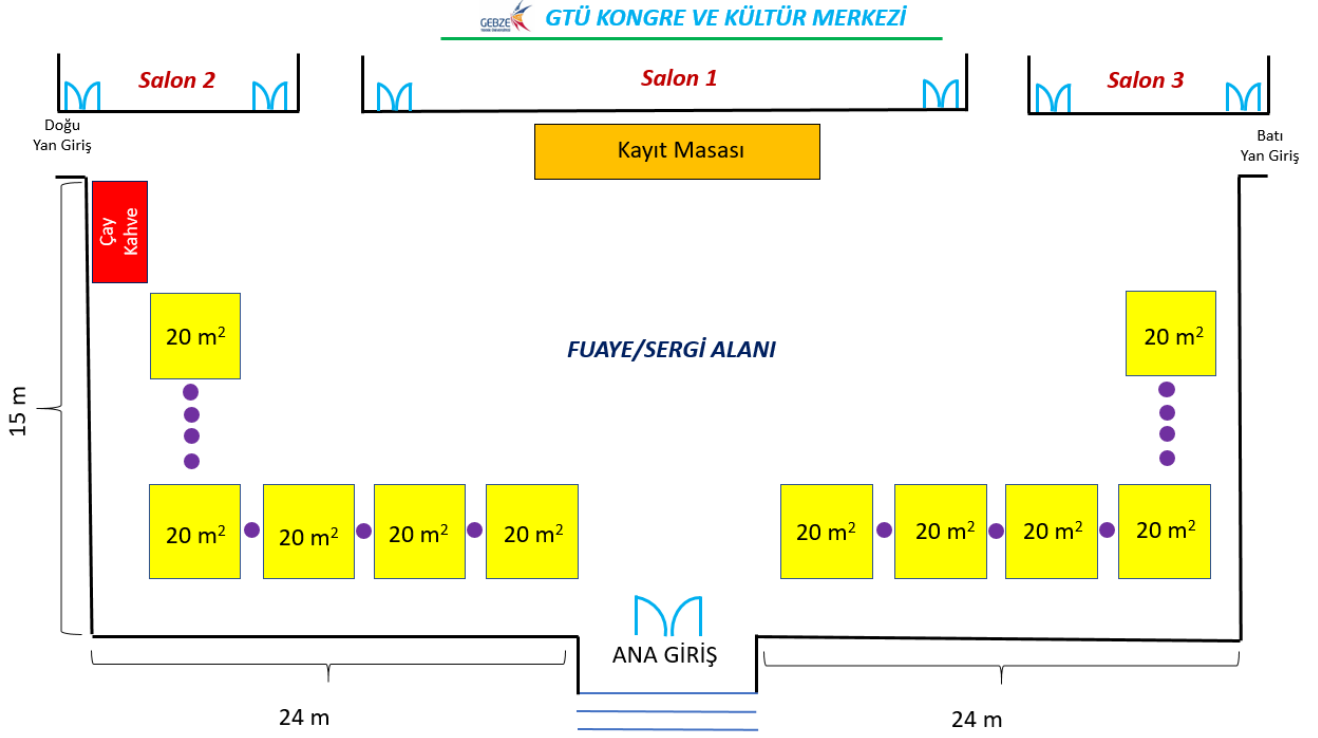 GEBZE
GTÜ KONGRE VE KÜLTÜR MERKEZİ
Salon 2
Salon 1
Salon 3
Doğu
Yan Giriş
Kayıt Masası
Batı
Yan Giriş
Çay
Kahve
20 m²
20 m²
FUAYE/SERGİ ALANI
15 m
20 m²
20 m²
20 m²
20 m²
20 m²
20 m²
20 m²
20 m²
ANA GİRİŞ
24 m
24 m